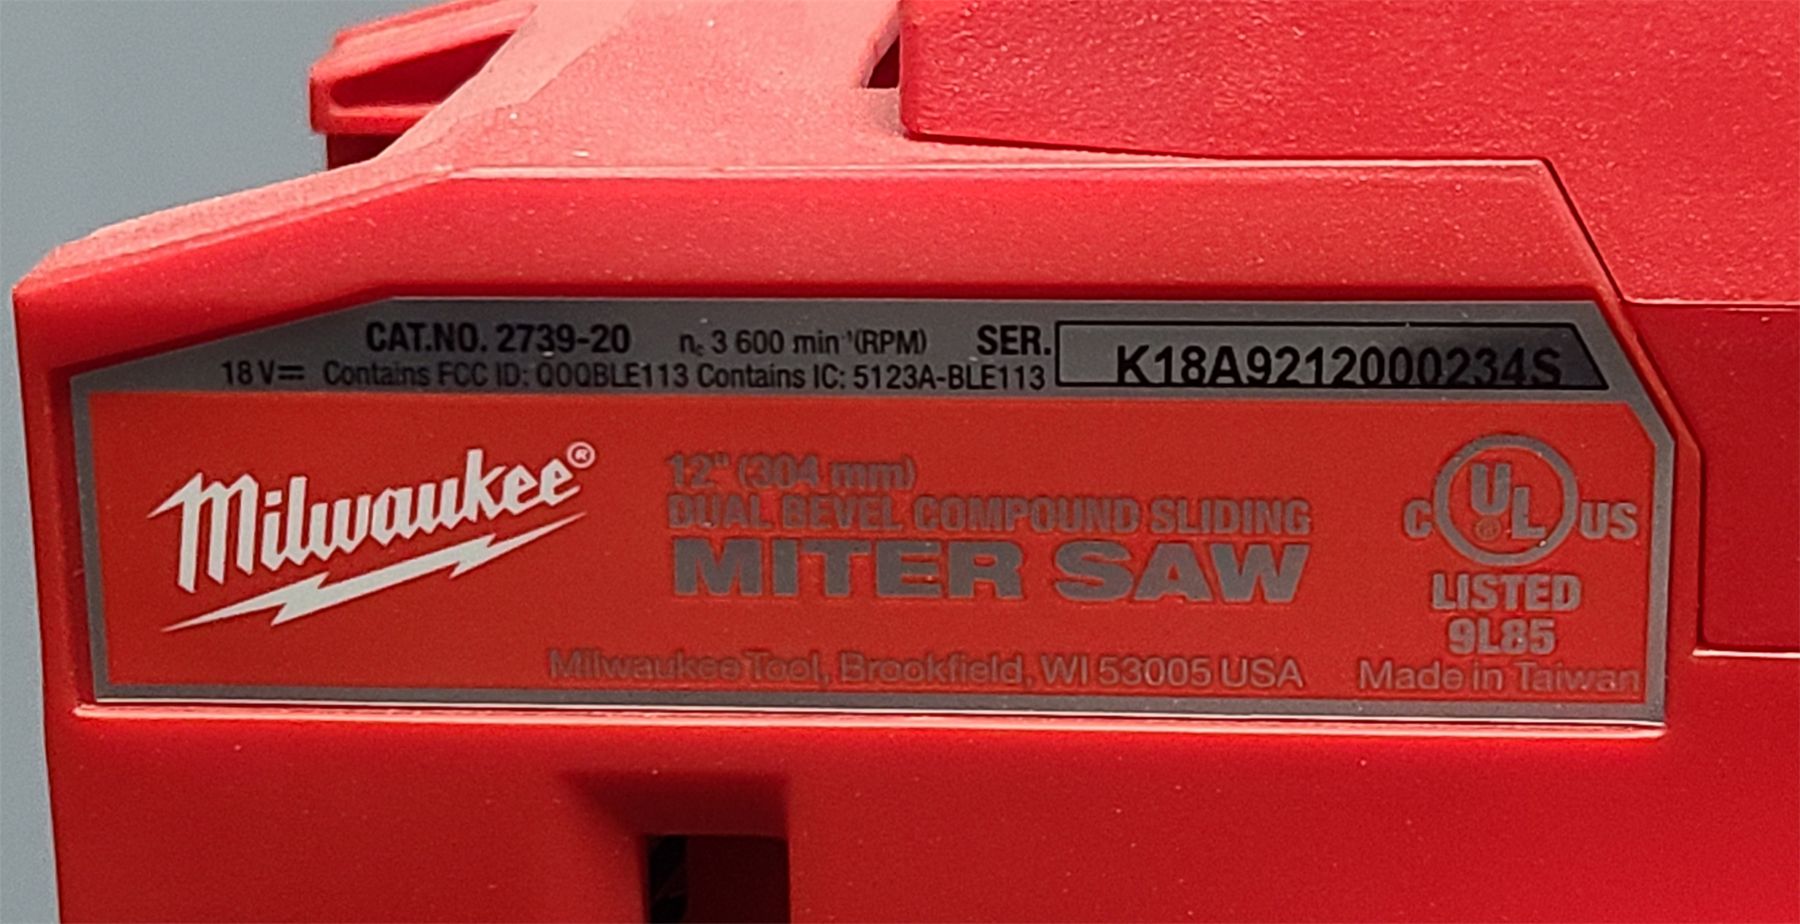 CAT.NO. 2739-20 n꜀ 3 600 min⁻¹(RPM) SER. K18A9212000234S
18 V⎓ Contains FCC ID: QOQBLE113 Contains IC: 5123A-BLE113
Milwaukee®
12" (304 mm)
DUAL BEVEL COMPOUND SLIDING
MITER SAW
C UL® US
LISTED
9L85
Milwaukee Tool, Brookfield, WI 53005 USA
Made in Taiwan